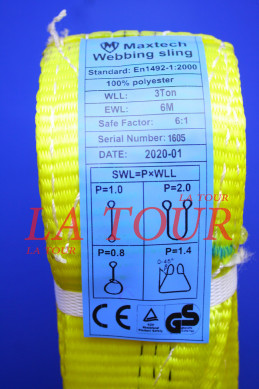 M Maxtech
Webbing sling
Standard: En1492-1:2000
100% polyester
WLL: 3Ton
EWL: 6M
Safe Factor: 6:1
Serial Number: 1605
DATE: 2020-01
SWL=P×WLL
P=1.0 P=2.0
LA TOUR
LA TOUR
LA TOUR
P=0.8 P=1.4
0-45°
CE GS